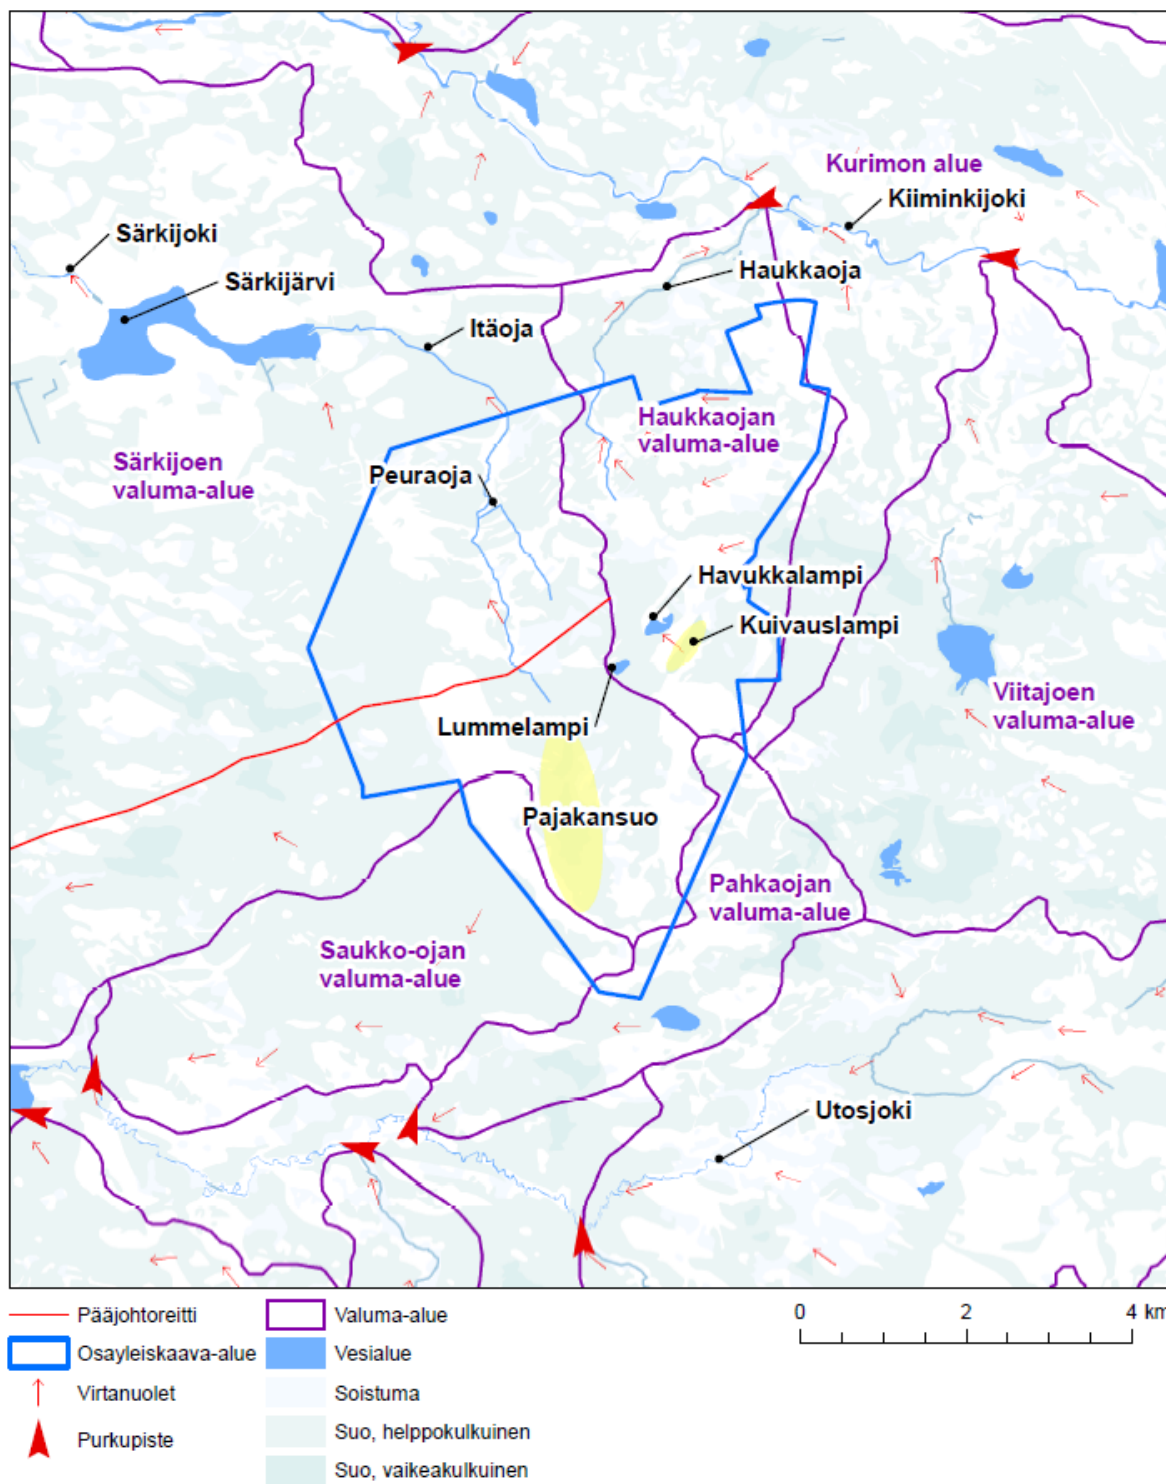 Kurimon alue
Kiiminkijoki
Särkijoki
Särkijärvi
Haukkaoja
Itäoja
Haukkaojan
valuma-alue
Särkijoen
valuma-alue
Peuraoja
Havukkalampi
Kuivauslampi
Viitajoen
valuma-alue
Lummelampi
Pajakansuo
Pahkaojan
valuma-alue
Saukko-ojan
valuma-alue
Utosjoki
Pääjohtoreitti
Osayleiskaava-alue
Virtanuolet
Purkupiste
Valuma-alue
Vesialue
Soistuma
Suo, helppokulkuinen
Suo, vaikeakulkuinen
0 2 4 km